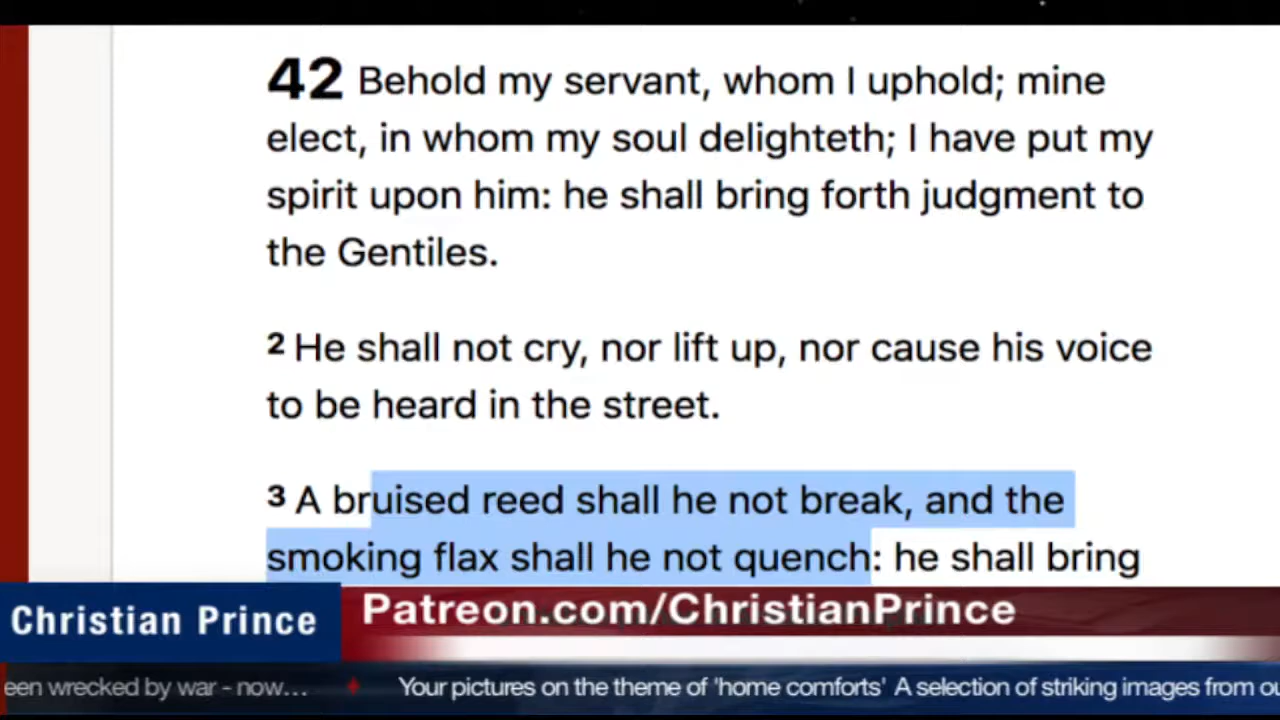 42 Behold my servant, whom I uphold; mine
elect, in whom my soul delighteth; I have put my
spirit upon him: he shall bring forth judgment to
the Gentiles.
2 He shall not cry, nor lift up, nor cause his voice
to be heard in the street.
3 A bruised reed shall he not break, and the
smoking flax shall he not quench: he shall bring
Christian Prince
Patreon.com/ChristianPrince
een wrecked by war - now... Your pictures on the theme of 'home comforts' A selection of striking images from ou